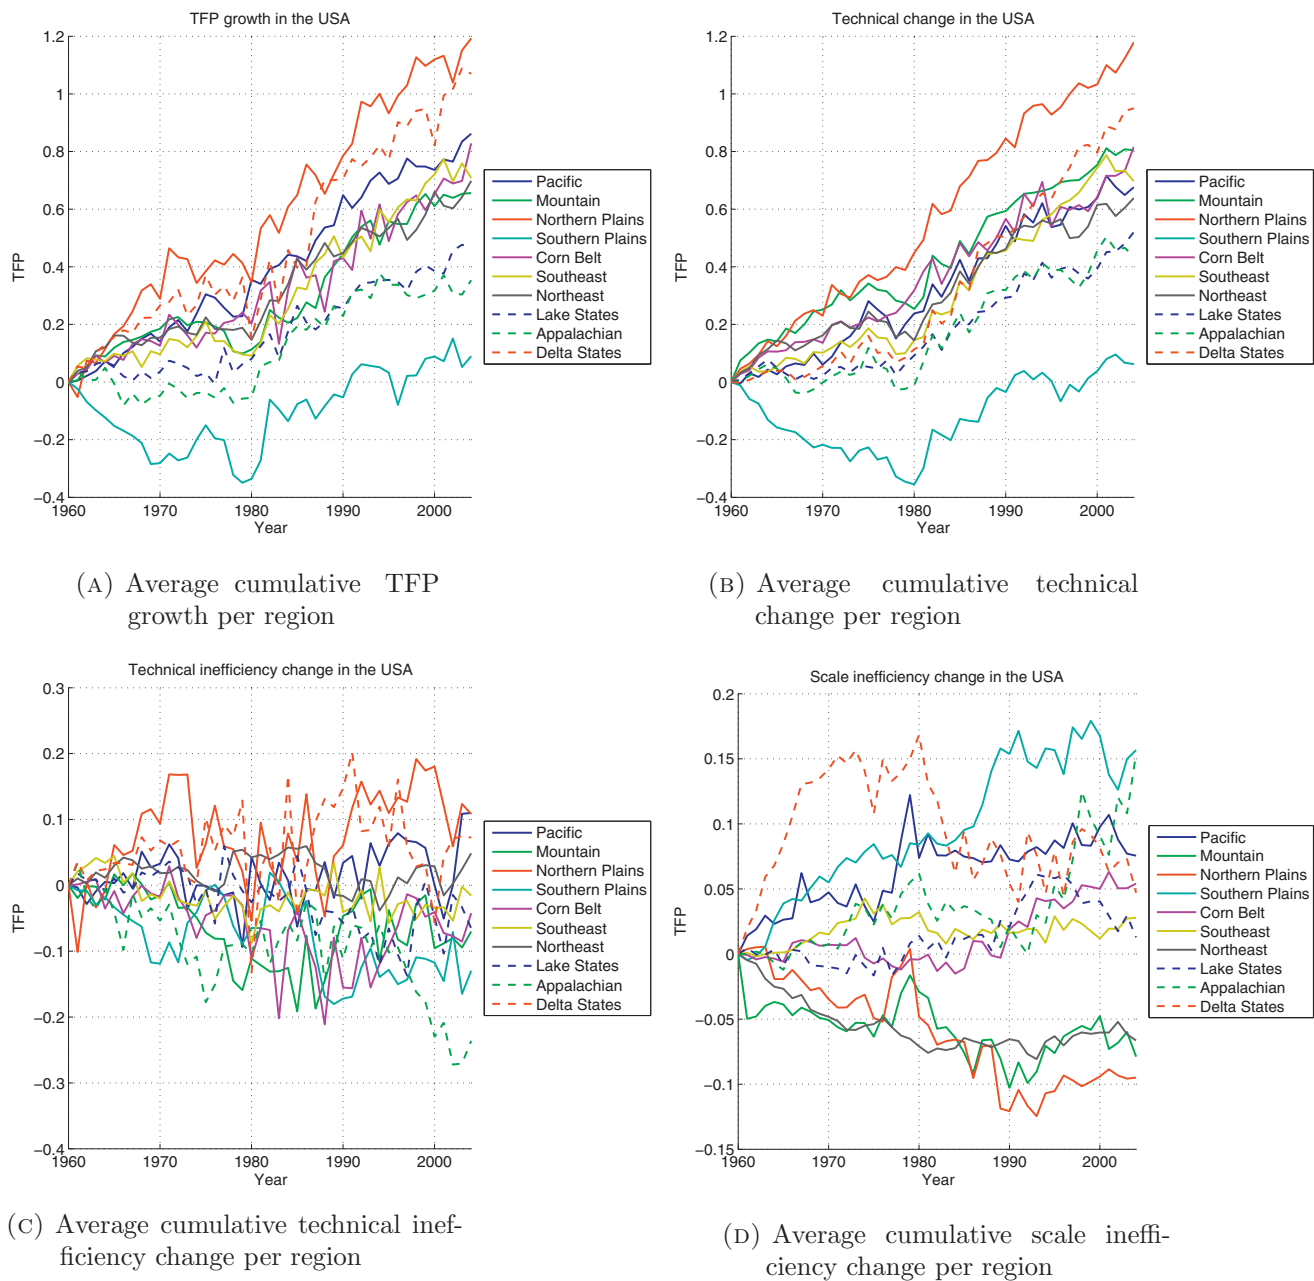 TFP growth in the USA
1.2
1
0.8
0.6
0.4
0.2
0
−0.2
−0.4
TFP
1960
1970
1980
1990
2000
Year
Pacific
Mountain
Northern Plains
Southern Plains
Corn Belt
Southeast
Northeast
Lake States
Appalachian
Delta States
(A) Average cumulative TFP
growth per region
Technical change in the USA
1.2
1
0.8
0.6
0.4
0.2
0
−0.2
−0.4
TFP
1960
1970
1980
1990
2000
Year
Pacific
Mountain
Northern Plains
Southern Plains
Corn Belt
Southeast
Northeast
Lake States
Appalachian
Delta States
(B) Average cumulative technical
change per region
Technical inefficiency change in the USA
0.3
0.2
0.1
0
−0.1
−0.2
−0.3
−0.4
TFP
1960
1970
1980
1990
2000
Year
Pacific
Mountain
Northern Plains
Southern Plains
Corn Belt
Southeast
Northeast
Lake States
Appalachian
Delta States
(C) Average cumulative technical inef-
ficiency change per region
Scale inefficiency change in the USA
0.2
0.15
0.1
0.05
0
−0.05
−0.1
−0.15
TFP
1960
1970
1980
1990
2000
Year
Pacific
Mountain
Northern Plains
Southern Plains
Corn Belt
Southeast
Northeast
Lake States
Appalachian
Delta States
(D) Average cumulative scale ineffi-
ciency change per region